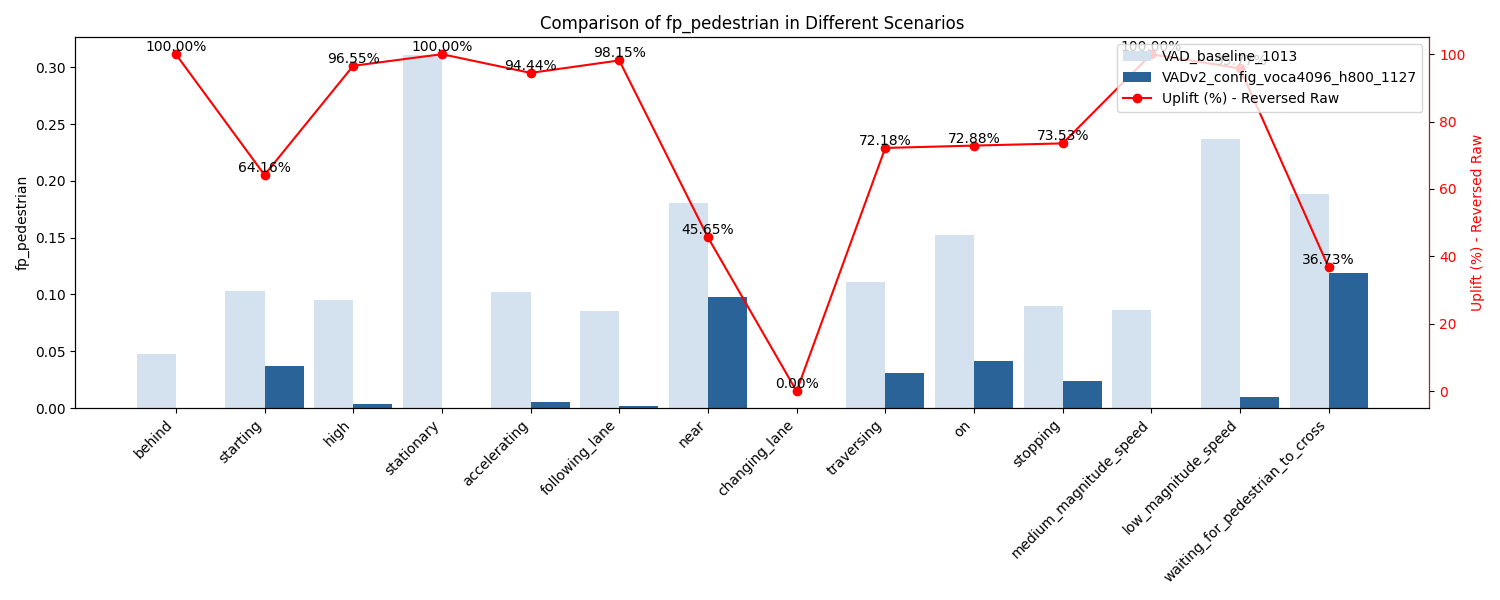 Comparison of fp_pedestrian in Different Scenarios
100.00%
64.16%
96.55%
100.00%
94.44%
98.15%
45.65%
0.00%
72.18%
72.88%
73.53%
100.00%
36.73%
VAD_baseline_1013
VADv2_config_voca4096_h800_1127
Uplift (%) - Reversed Raw
fp_pedestrian
0.30
0.25
0.20
0.15
0.10
0.05
0.00
100
80
60
40
20
0
Uplift (%) - Reversed Raw
behind
starting
high
stationary
accelerating
following_lane
near
changing_lane
traversing
on
stopping
medium_magnitude_speed
low_magnitude_speed
waiting_for_pedestrian_to_cross